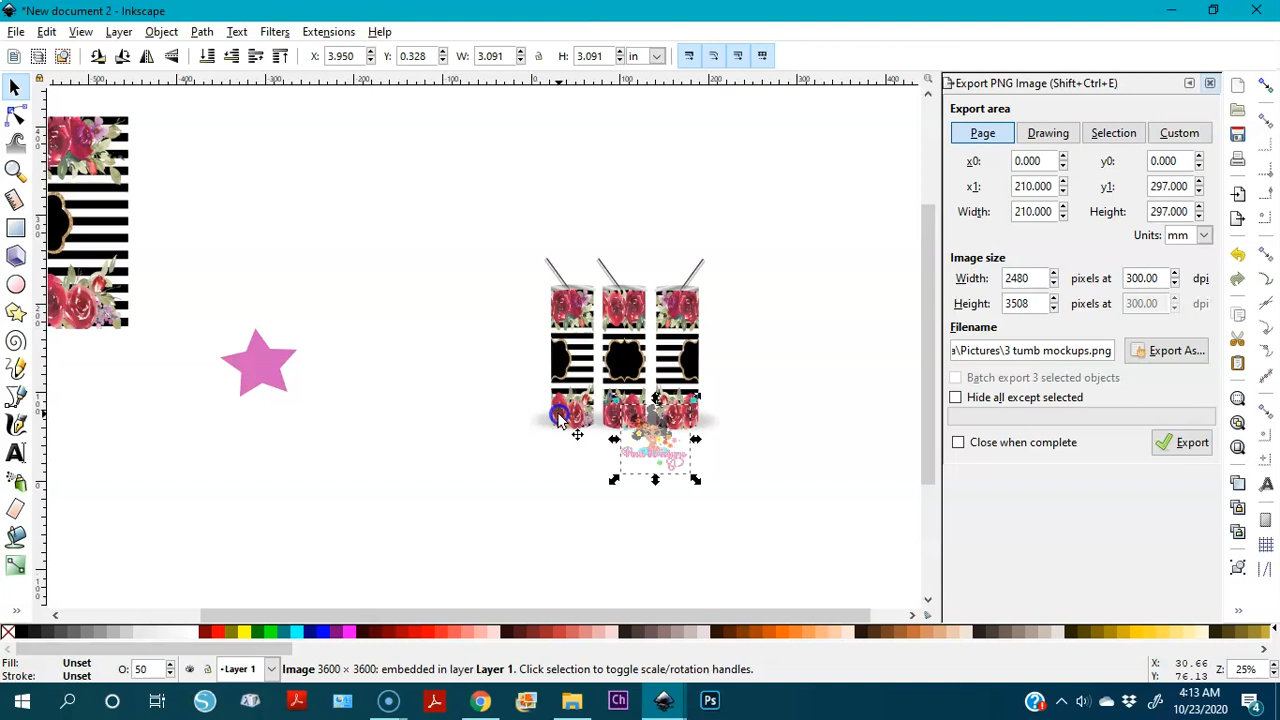 *New document 2 - Inkscape
File Edit View Layer Object Path Text Filters Extensions Help
X: 3.950 Y: 0.328 W: 3.091 H: 3.091 in
Export PNG Image (Shift+Ctrl+E)
Export area
Page Drawing Selection Custom
x0: 0.000 y0: 0.000
x1: 210.000 y1: 297.000
Width: 210.000 Height: 297.000
Units: mm
Image size
Width: 2480 pixels at 300.00 dpi
Height: 3508 pixels at 300.00 dpi
Filename
a\Pictures\3 tumb mockups.png Export As...
Batch export 3 selected objects
Hide all except selected
Close when complete Export
Fill: Unset
Stroke: Unset
O: 50 Layer 1 Image 3600 × 3600: embedded in layer Layer 1. Click selection to toggle scale/rotation handles.
X: 30.66
Y: 76.13
Z: 25%
Ch Ps
4:13 AM
10/23/2020
4